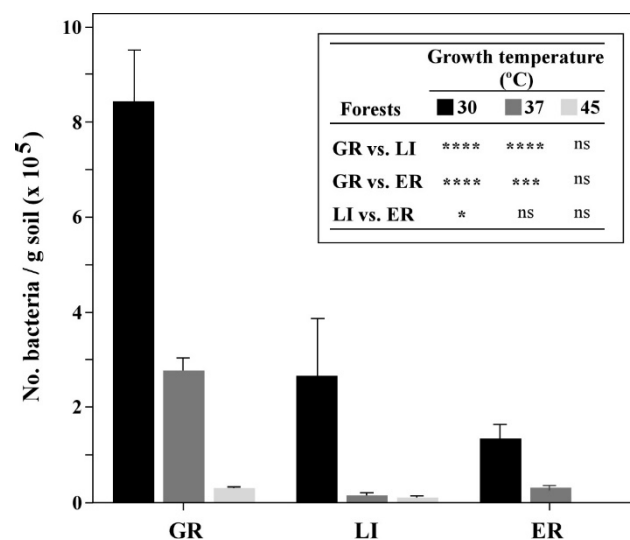 No. bacteria / g soil (x 10⁵)
10
8
6
4
2
0
GR LI ER
Growth temperature
(ºC)
Forests 30 37 45
GR vs. LI **** **** ns
GR vs. ER **** *** ns
LI vs. ER * ns ns